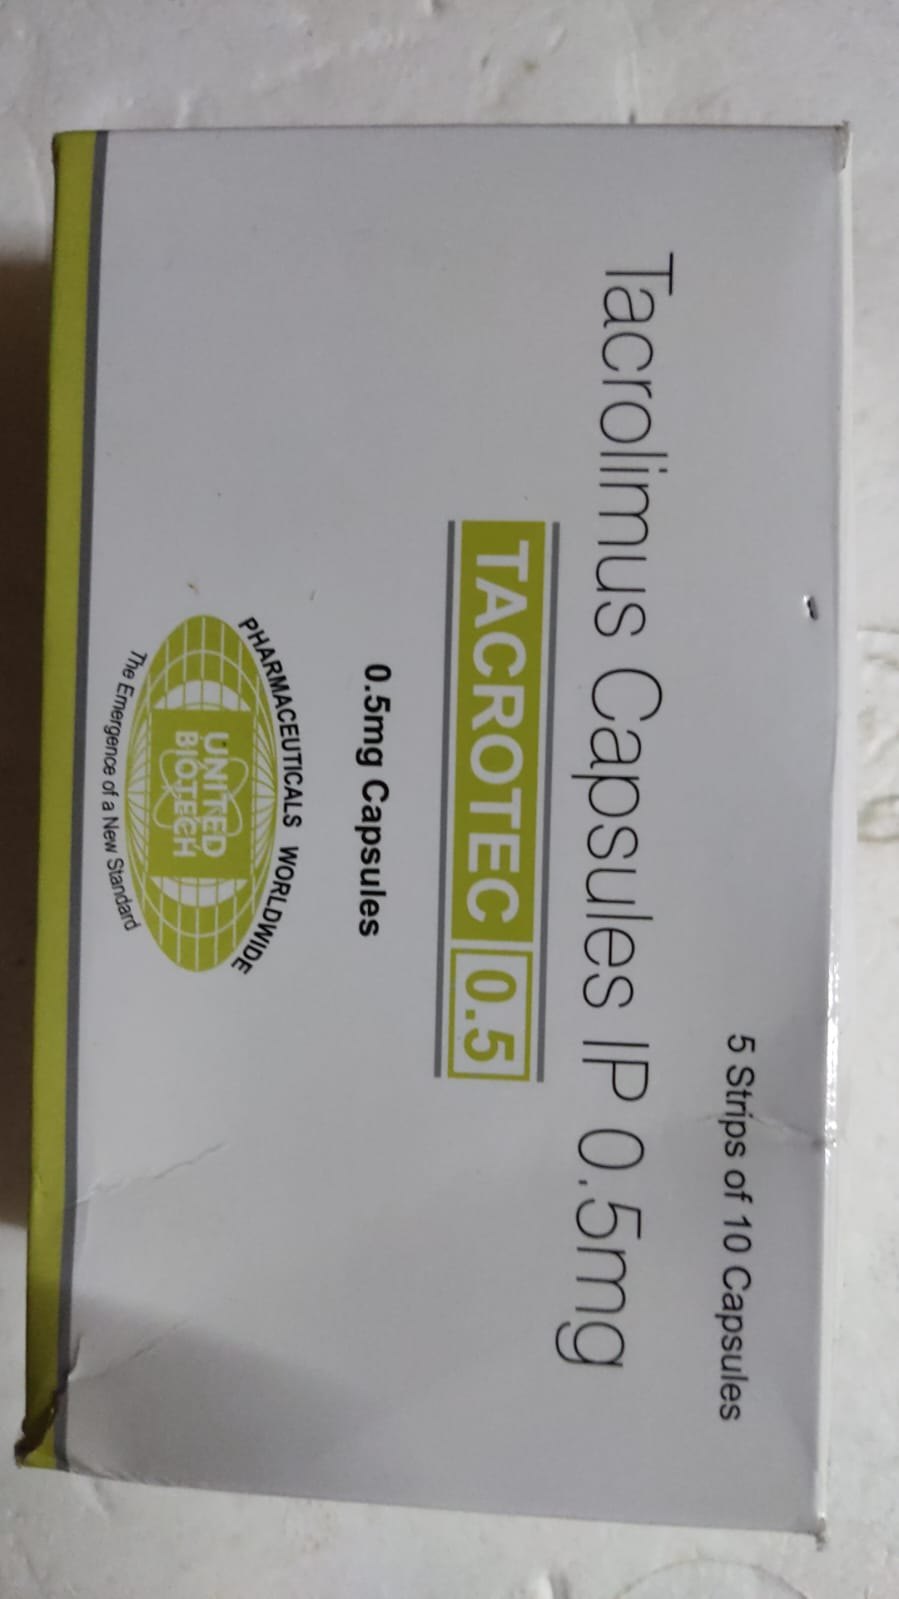 5 Strips of 10 Capsules
Tacrolimus Capsules IP 0.5mg
TACROTEC 0.5
0.5mg Capsules
PHARMACEUTICALS WORLDWIDE
UNITED
BIOTECH
The Emergence of a New Standard